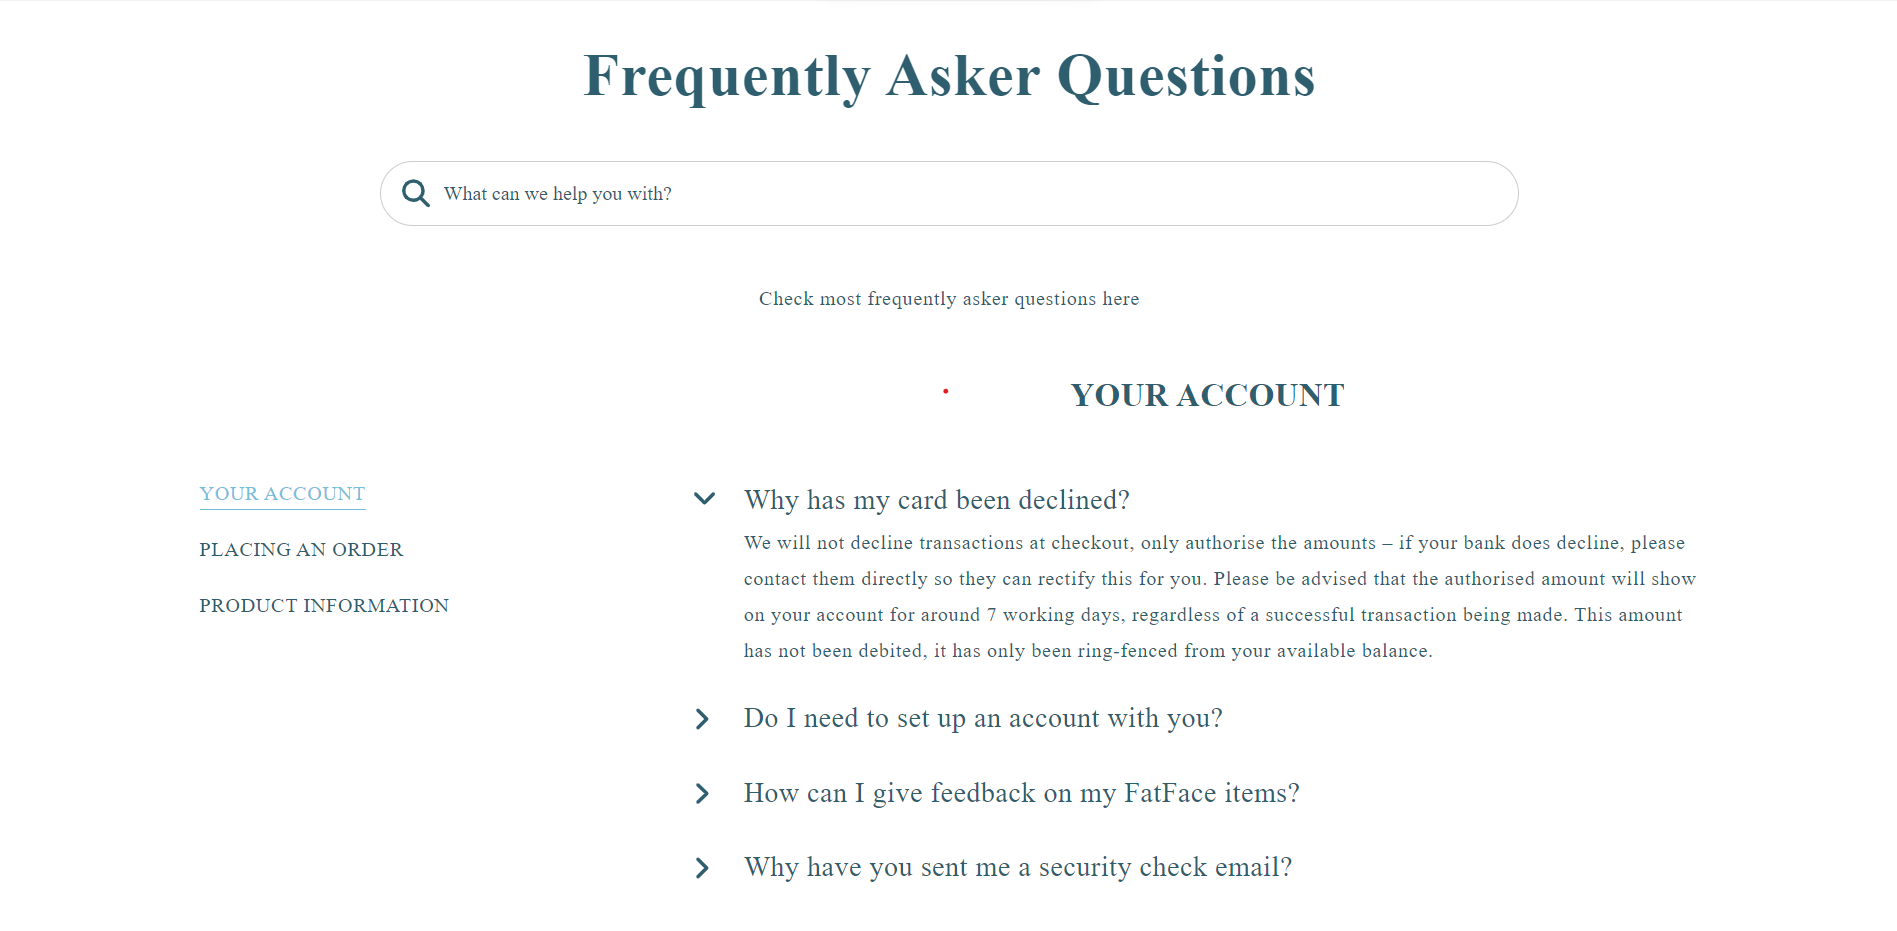 Frequently Asker Questions
What can we help you with?
Check most frequently asker questions here
YOUR ACCOUNT
YOUR ACCOUNT
PLACING AN ORDER
PRODUCT INFORMATION
Why has my card been declined?
We will not decline transactions at checkout, only authorise the amounts – if your bank does decline, please
contact them directly so they can rectify this for you. Please be advised that the authorised amount will show
on your account for around 7 working days, regardless of a successful transaction being made. This amount
has not been debited, it has only been ring-fenced from your available balance.
Do I need to set up an account with you?
How can I give feedback on my FatFace items?
Why have you sent me a security check email?